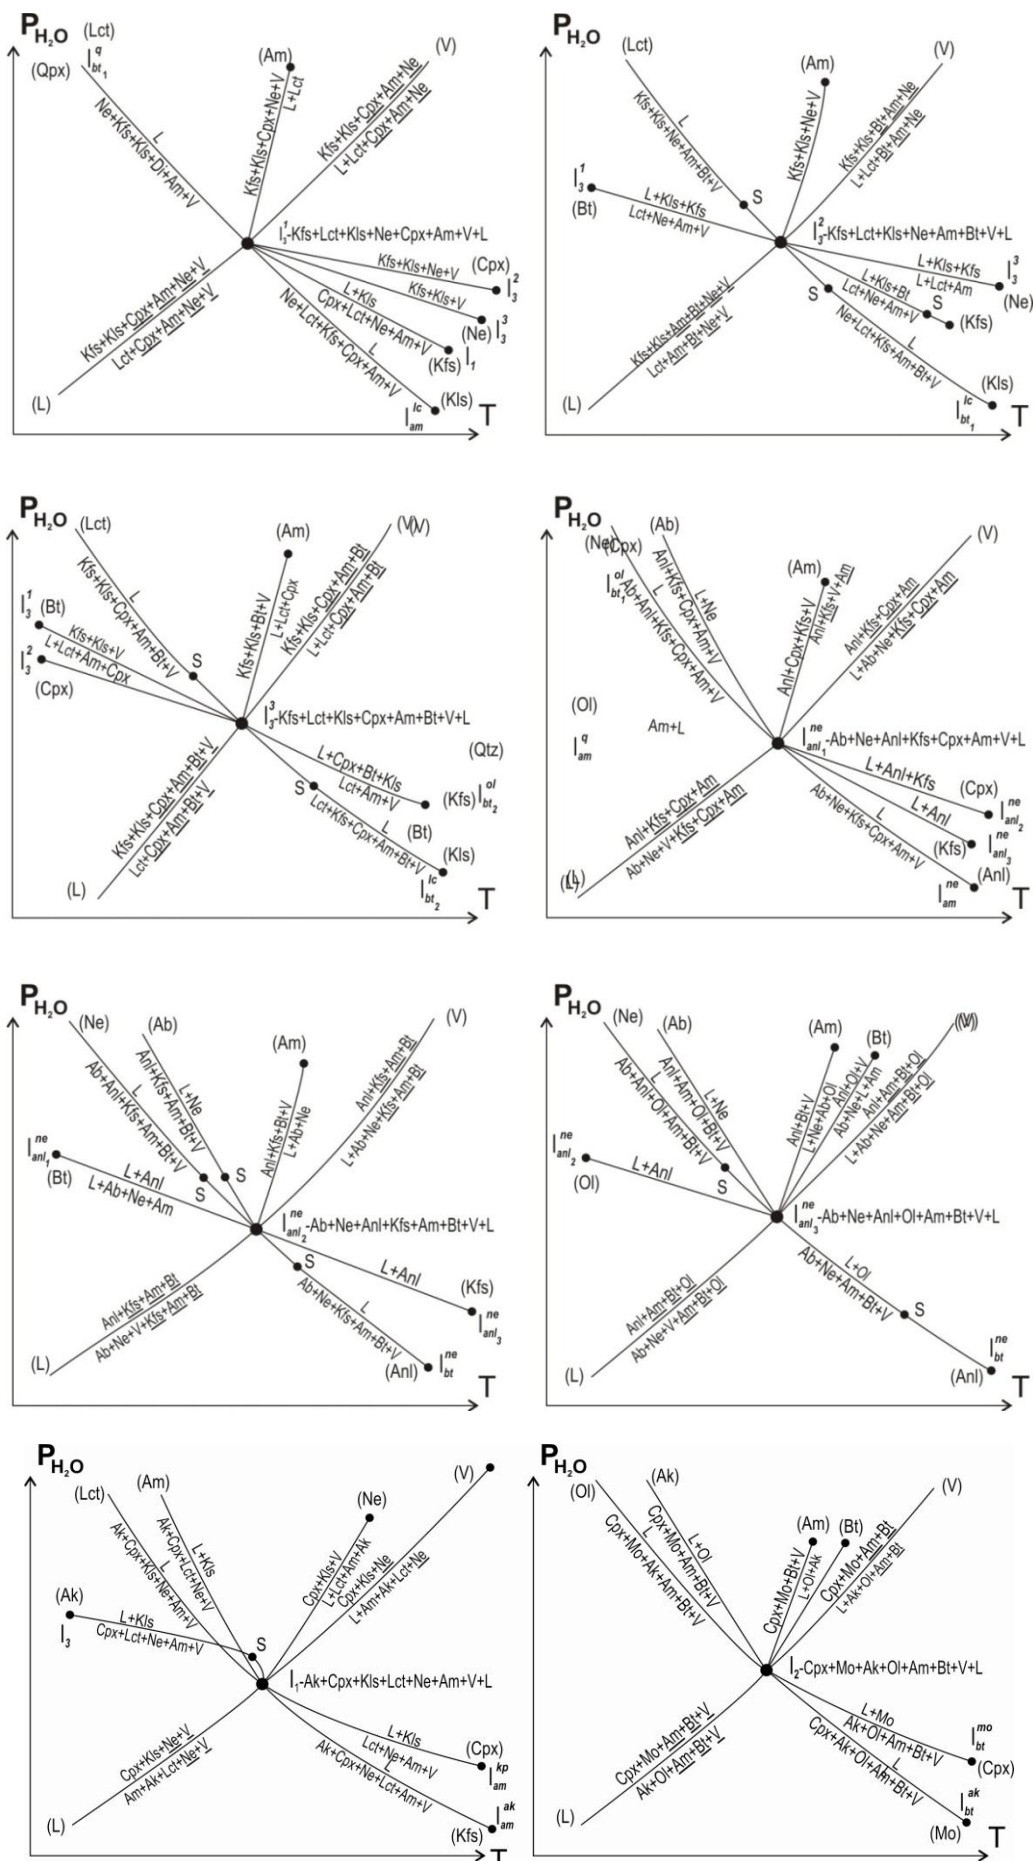 P H₂O
(Lct)
I^q_bt₁
(Qpx)
(Am)
(V)
L
Ne+Kfs+Kls+Di+Am+V
Kfs+Kls+Cpx+Ne+V
L+Lct
Kfs+Kls+Cpx+Am+Ne
L+Lct+Cpx+Am+Ne
I₃¹-Kfs+Lct+Kls+Ne+Cpx+Am+V+L
Kfs+Kls+Ne+V
(Cpx)
I₃²
Kfs+Kls+V
(Ne) I₃³
L+Kls
Cpx+Lct+Ne+Am+V
(Kfs) I₁
L
Ne+Lct+Kfs+Cpx+Am+V
(Kls)
I^lc_am
Kfs+Kls+Cpx+Am+Ne+V
Lct+Cpx+Am+Ne+V
(L)
T
P H₂O
(Lct)
(Am)
(V)
L
Kfs+Kls+Ne+Am+Bt+V
Kfs+Kls+Ne+V
Kfs+Kls+Bt+Am+Ne
L+Lct+Bt+Am+Ne
I₃¹
(Bt)
S
L+Kls+Kfs
Lct+Ne+Am+V
I₃²-Kfs+Lct+Kls+Ne+Am+Bt+V+L
L+Kls+Kfs
L+Lct+Am
I₃³
(Ne)
S
L+Kls+Bt
Lct+Ne+Am+V
S
(Kfs)
L
Ne+Lct+Kfs+Am+Bt+V
(Kls)
I^lc_bt₁
Kfs+Kls+Am+Bt+Ne+V
Lct+Am+Bt+Ne+V
(L)
T
P H₂O
(Lct)
(Am)
(V)(V)
L
Kfs+Kls+Cpx+Am+Bt+V
Kfs+Kls+Bt+V
L+Lct+Cpx
Kfs+Kls+Cpx+Am+Bt
L+Lct+Cpx+Am+Bt
I₃¹ (Bt)
Kfs+Kls+V
L+Lct+Am+Cpx
S
I₃²
(Cpx)
I₃³-Kfs+Lct+Kls+Cpx+Am+Bt+V+L
(Qtz)
L+Cpx+Bt+Kls
Lct+Am+V
(Kfs) I^ol_bt₂
S
L
(Bt)
Lct+Kfs+Cpx+Am+Bt+V
(Kls)
I^lc_bt₂
Kfs+Kls+Cpx+Am+Bt+V
Lct+Cpx+Am+Bt+V
(L)
T
P H₂O
(Ne)(Cpx)
(Ab)
(Am)
(V)
I^ol_bt₁
L
Ab+Anl+Kfs+Cpx+Am+V
L+Ne
Anl+Kfs+Cpx+Am+V
Anl+Cpx+Kfs+V
Anl+Kfs+V+Am
Anl+Kfs+Cpx+Am
L+Ab+Ne+Kfs+Cpx+Am
(Ol)
I^q_am
Am+L
I^ne_anl₁-Ab+Ne+Anl+Kfs+Cpx+Am+V+L
L+Anl+Kfs
(Cpx)
I^ne_anl₂
L+Anl
(Kfs) I^ne_anl₃
L
Ab+Ne+Kfs+Cpx+Am+V
(Anl)
I^ne_am
Anl+Kfs+Cpx+Am
Ab+Ne+V+Kfs+Cpx+Am
(L)(L)
T
P H₂O
(Ne)
(Ab)
(Am)
(V)
L
Ab+Anl+Kfs+Am+Bt+V
L+Ne
Anl+Kfs+Am+Bt+V
Anl+Kfs+Bt+V
L+Ab+Ne
Anl+Kfs+Am+Bt
L+Ab+Ne+Kfs+Am+Bt
I^ne_anl₁
(Bt)
L+Anl
L+Ab+Ne+Am
S
S
I^ne_anl₂-Ab+Ne+Anl+Kfs+Am+Bt+V+L
L+Anl
(Kfs)
I^ne_anl₃
S
L
Ab+Ne+Kfs+Am+Bt+V
(Anl) I^ne_bt
Anl+Kfs+Am+Bt
Ab+Ne+V+Kfs+Am+Bt
(L)
T
P H₂O
(Ne)
(Ab)
(Am)
(Bt)
(V)(V)
L
Ab+Anl+Ol+Am+Bt+V
L+Ne
Anl+Am+Ol+Bt+V
Anl+Bt+V
L+Ne+Ab+Ol
Anl+Ol+V
Ab+Ne+L+Am
Anl+Am+Bt+Ol
L+Ab+Ne+Am+Bt+Ol
I^ne_anl₂
(Ol)
L+Anl
S
I^ne_anl₃-Ab+Ne+Anl+Ol+Am+Bt+V+L
L+Ol
Ab+Ne+Am+Bt+V
S
I^ne_bt
(Anl)
Anl+Am+Bt+Ol
Ab+Ne+V+Am+Bt+Ol
(L)
T
P H₂O
(Lct)
(Am)
(Ne)
(V)
L
Ak+Cpx+Kls+Ne+Am+V
L+Kls
Ak+Cpx+Lct+Ne+V
Cpx+Kls+V
L+Lct+Am+Ak
Cpx+Kls+Ne
L+Am+Ak+Lct+Ne
(Ak)
I₃
L+Kls
Cpx+Lct+Ne+Am+V
S
I₁-Ak+Cpx+Kls+Lct+Ne+Am+V+L
L+Kls
Lct+Ne+Am+V
(Cpx)
I^kp_am
L
Ak+Cpx+Ne+Lct+Am+V
I^ak_am
(Kfs)
Cpx+Kls+Ne+V
Am+Ak+Lct+Ne+V
(L)
T
P H₂O
(Ol)
(Ak)
(Am)
(Bt)
(V)
L
Cpx+Mo+Ak+Am+Bt+V
L+Ol
Cpx+Mo+Am+Bt+V
Cpx+Mo+Bt+V
L+Ol+Ak
Cpx+Mo+Am+Bt
L+Ak+Ol+Am+Bt
I₂-Cpx+Mo+Ak+Ol+Am+Bt+V+L
L+Mo
Ak+Ol+Am+Bt+V
I^mo_bt
(Cpx)
L
Cpx+Ak+Ol+Am+Bt+V
I^ak_bt
(Mo)
Cpx+Mo+Am+Bt+V
Ak+Ol+Am+Bt+V
(L)
T